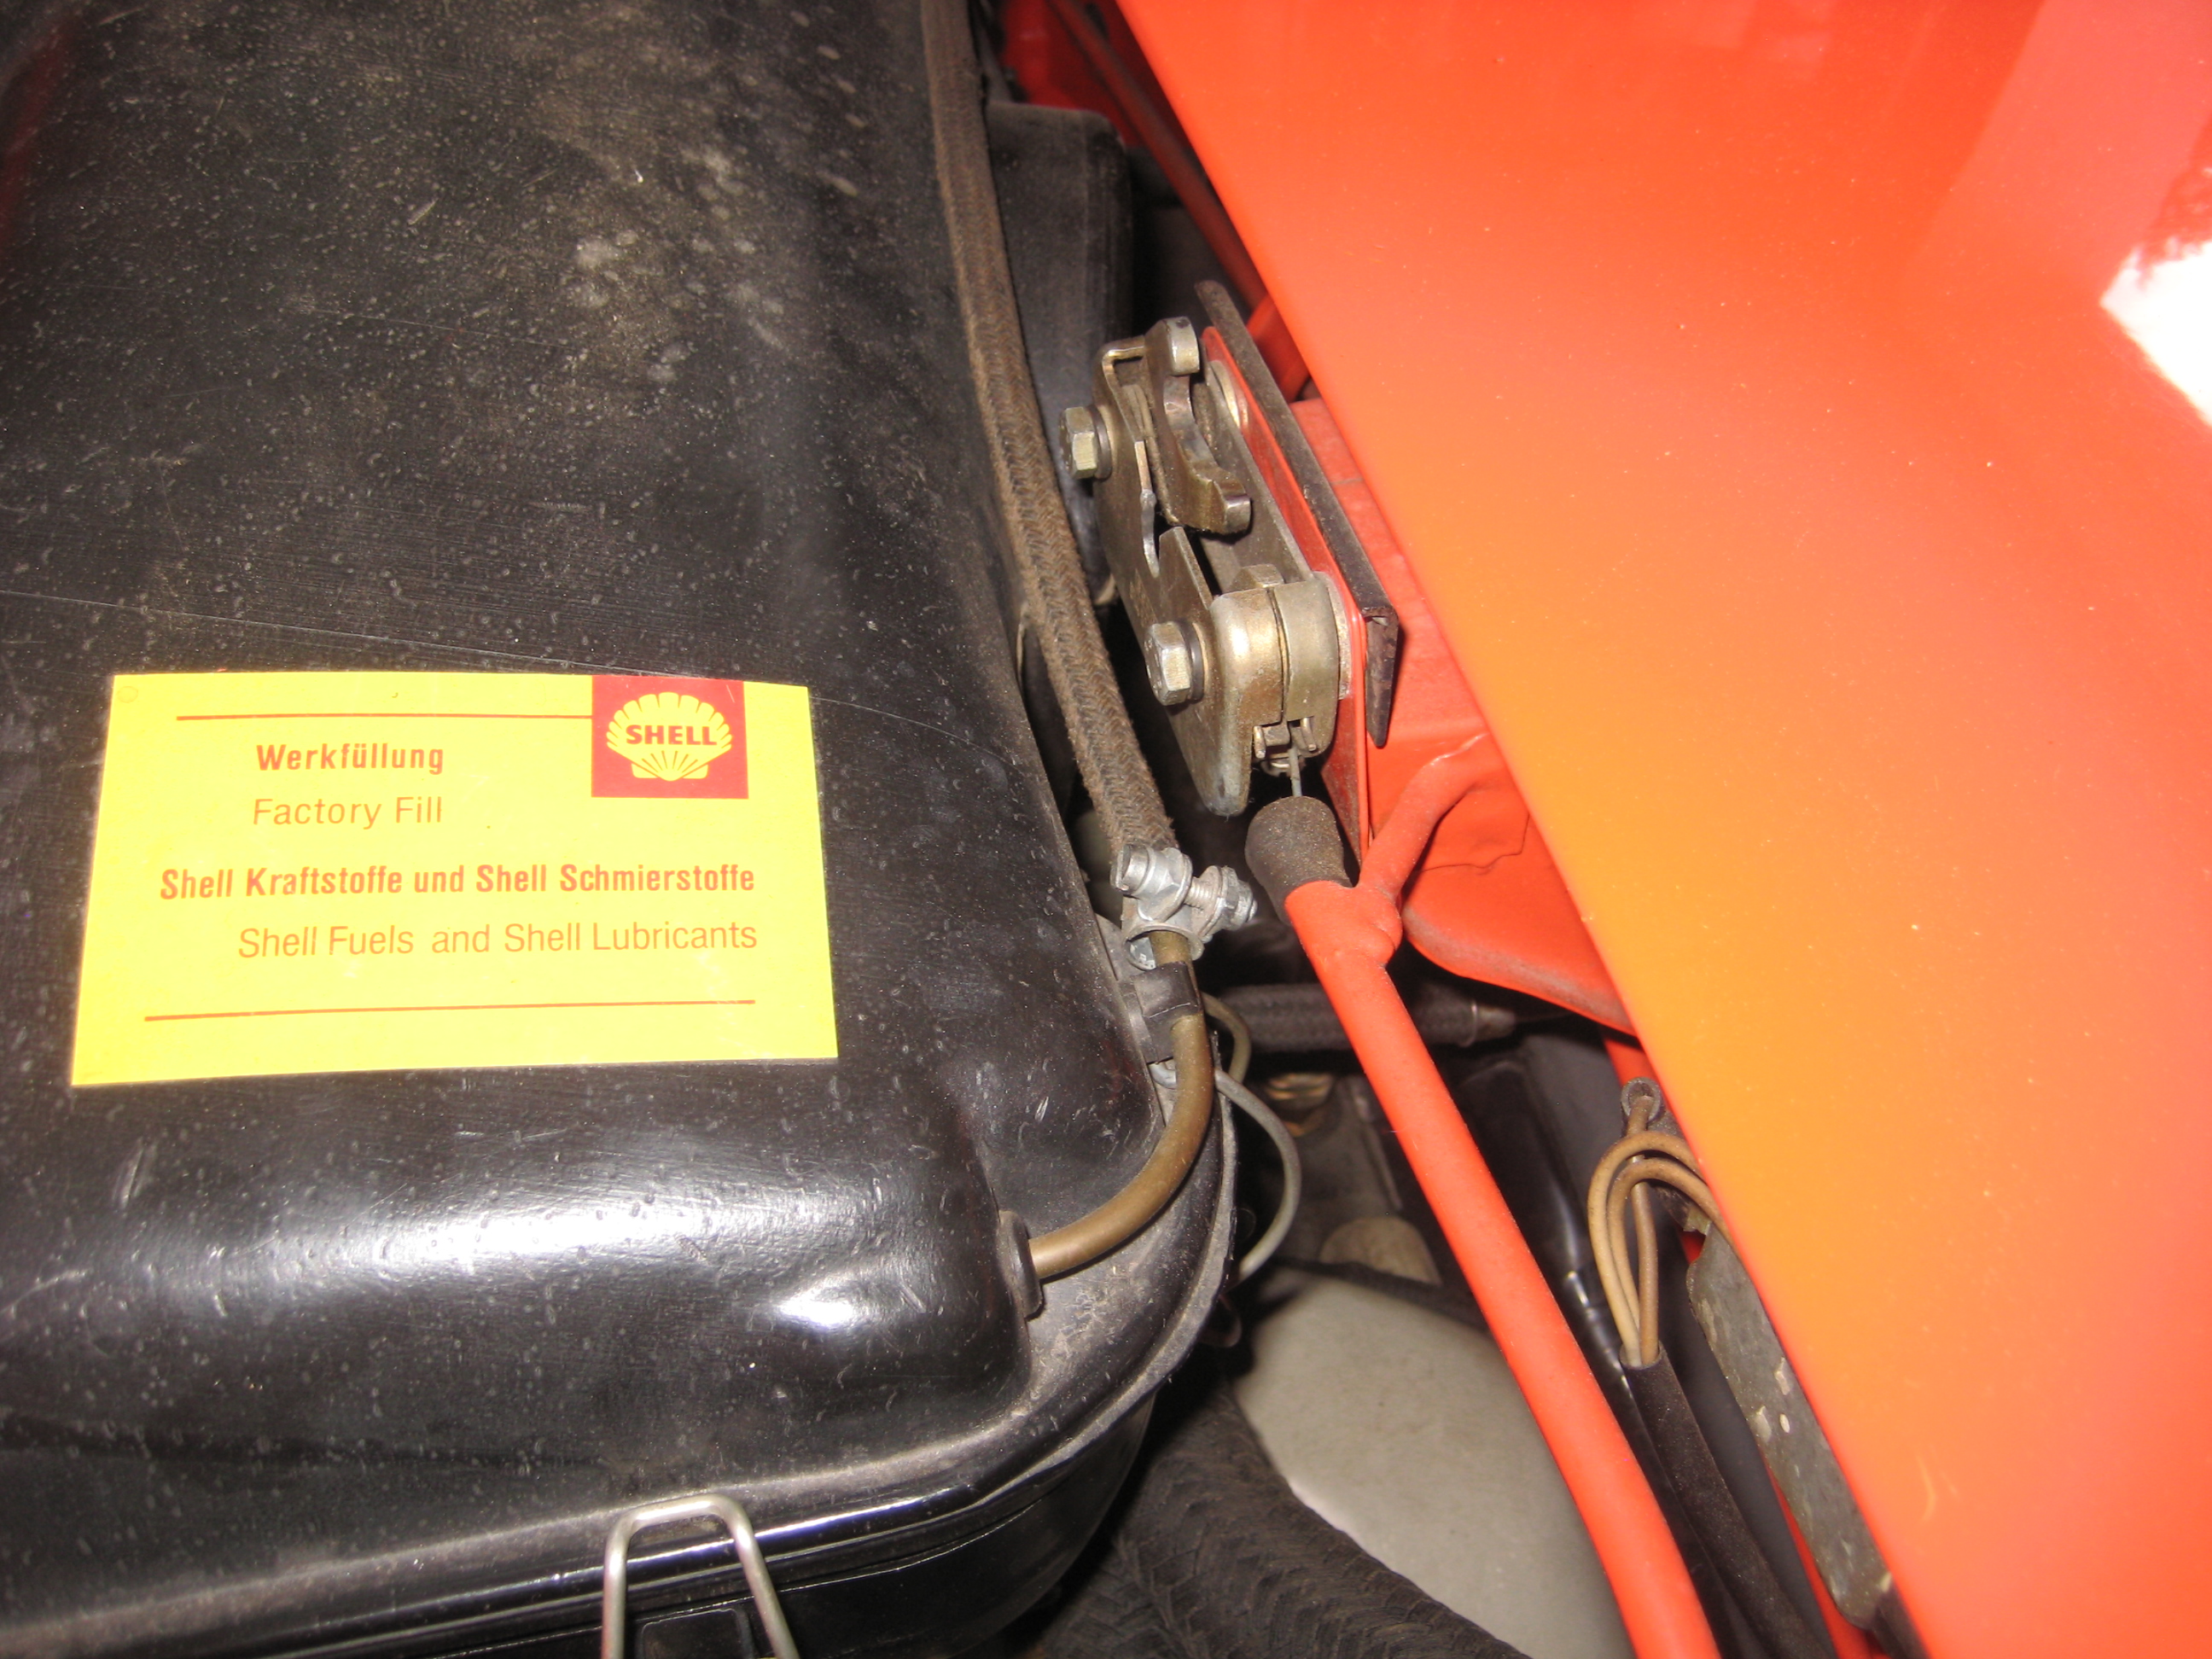 SHELL
Werkfüllung
Factory Fill
Shell Kraftstoffe und Shell Schmierstoffe
Shell Fuels and Shell Lubricants